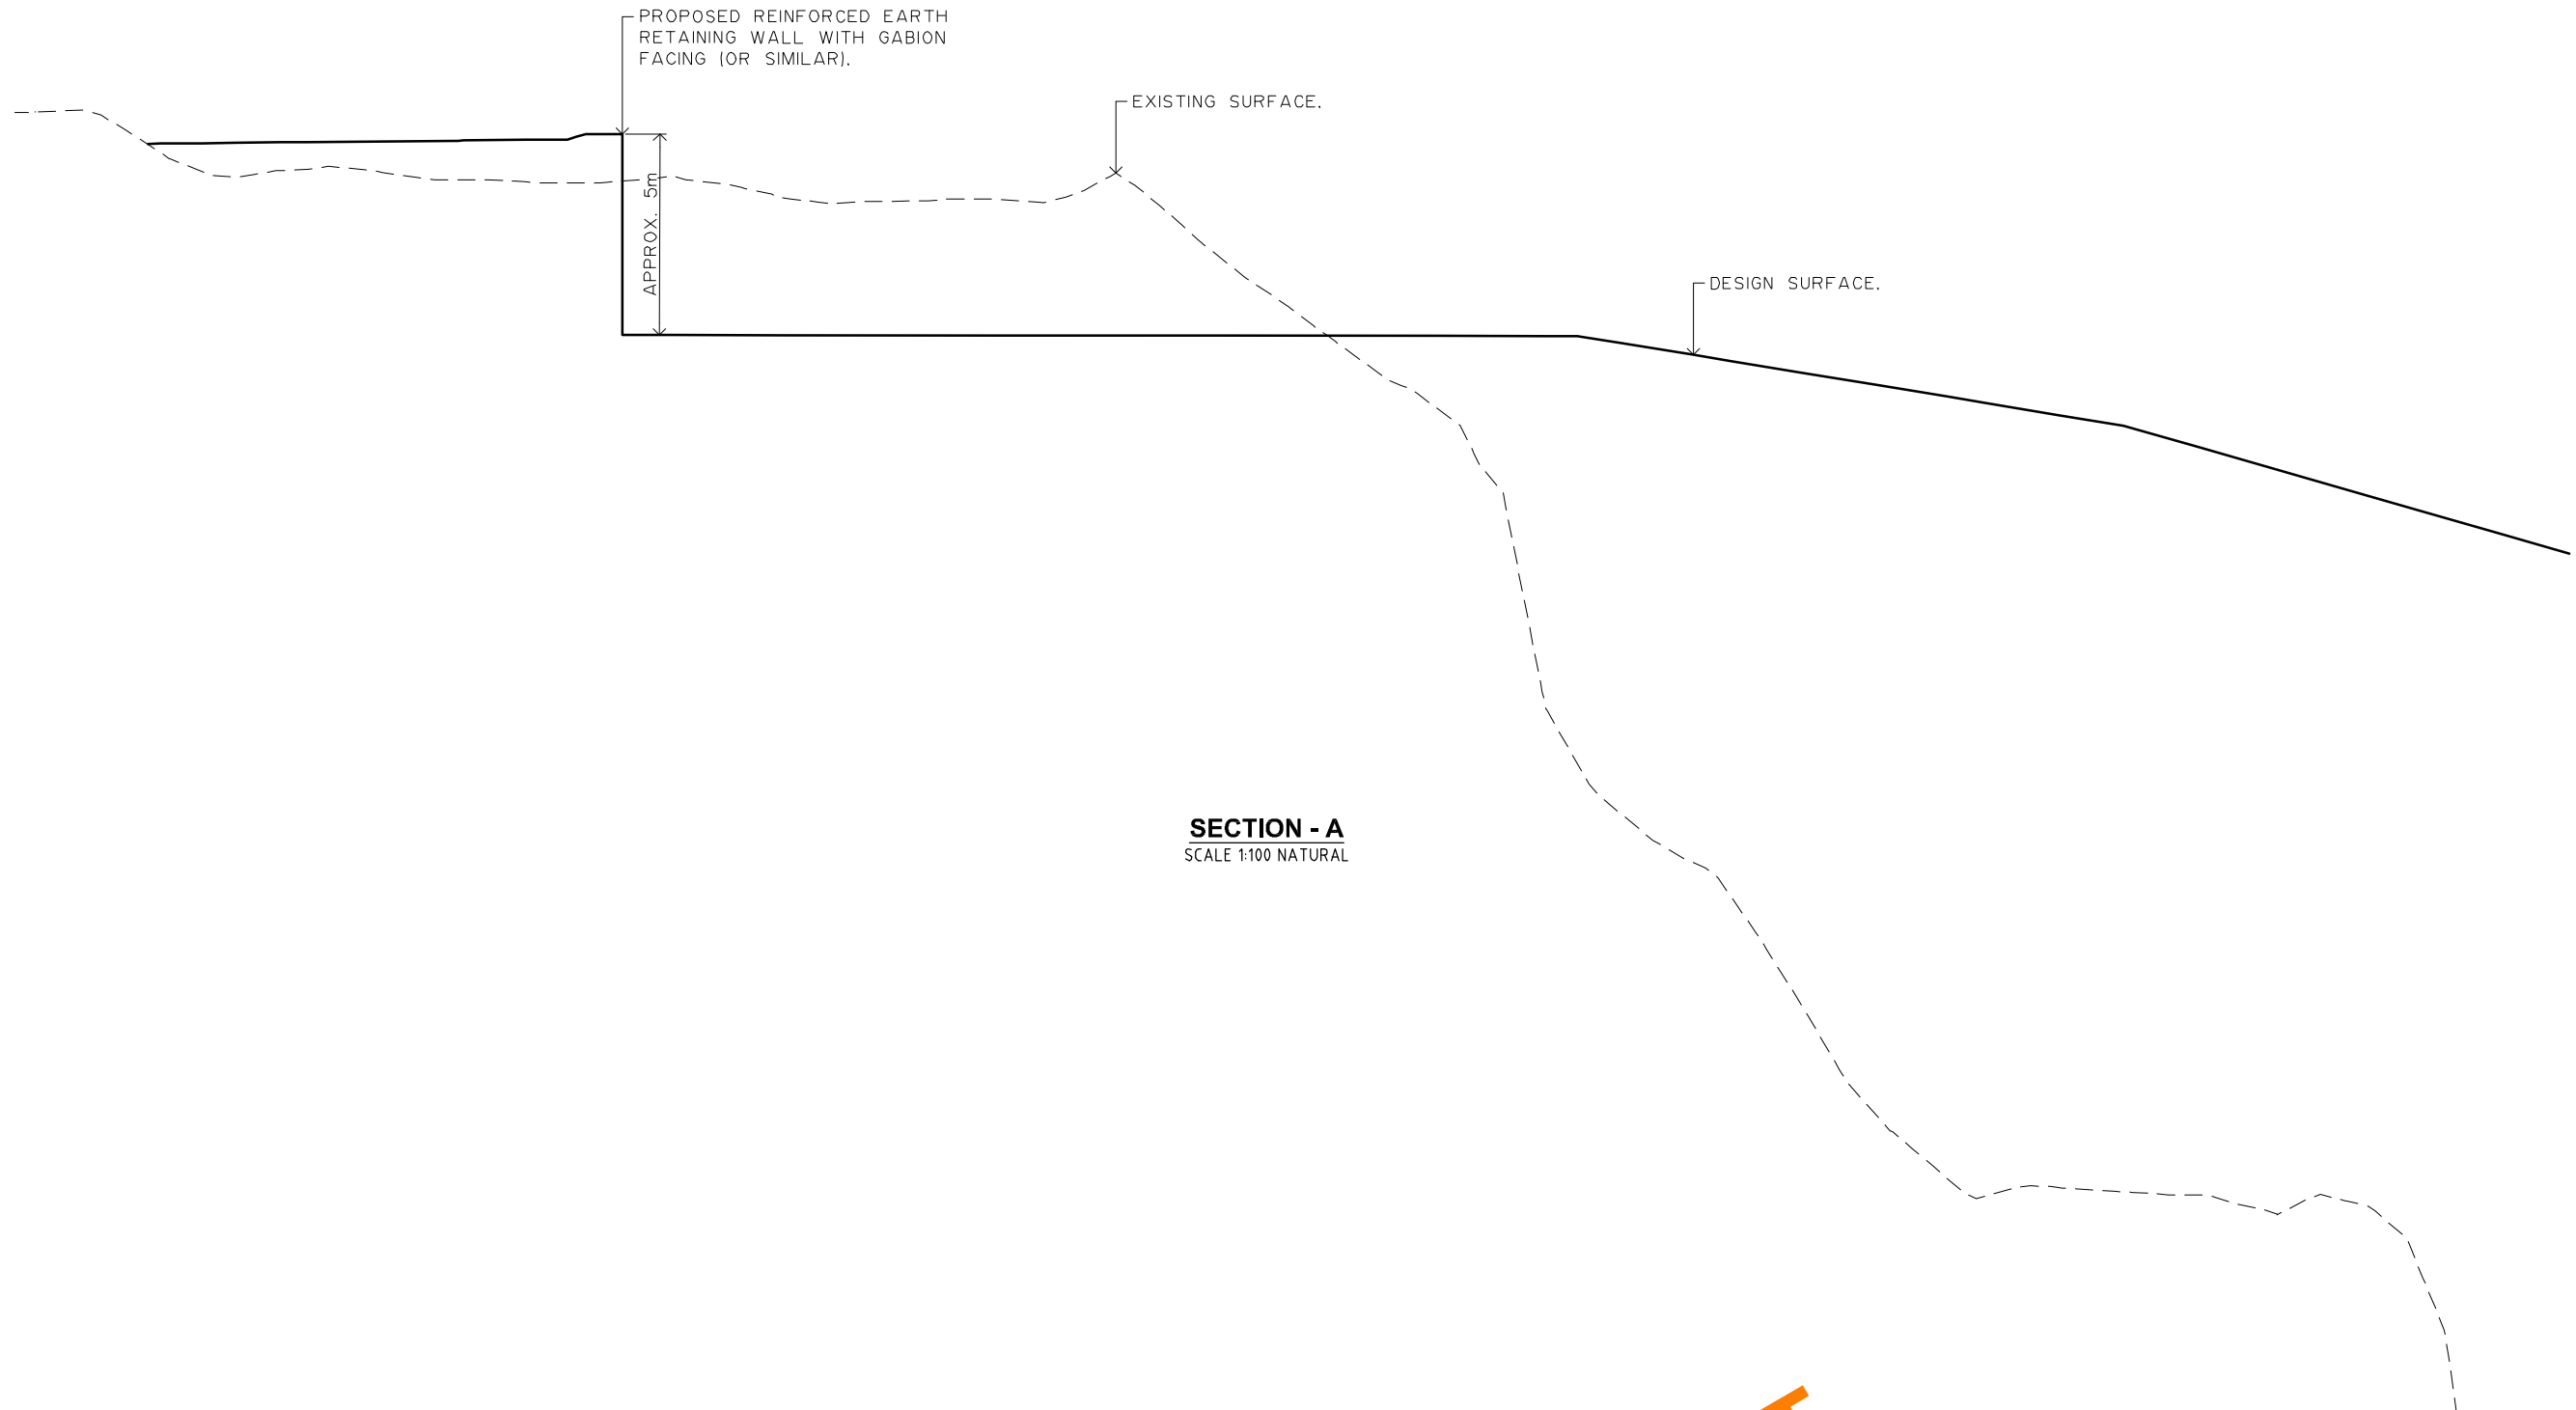 PROPOSED REINFORCED EARTH
RETAINING WALL WITH GABION
FACING (OR SIMILAR).
EXISTING SURFACE.
APPROX. 5m
DESIGN SURFACE.
SECTION - A
SCALE 1:100 NATURAL